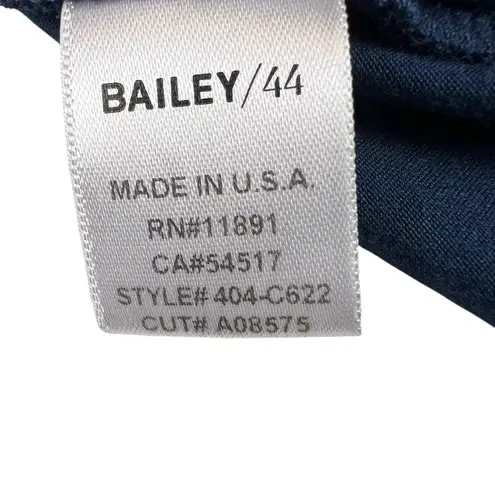 BAILEY/44
MADE IN U.S.A.
RN#11891
CA#54517
STYLE# 404-C622
CUT# A08575